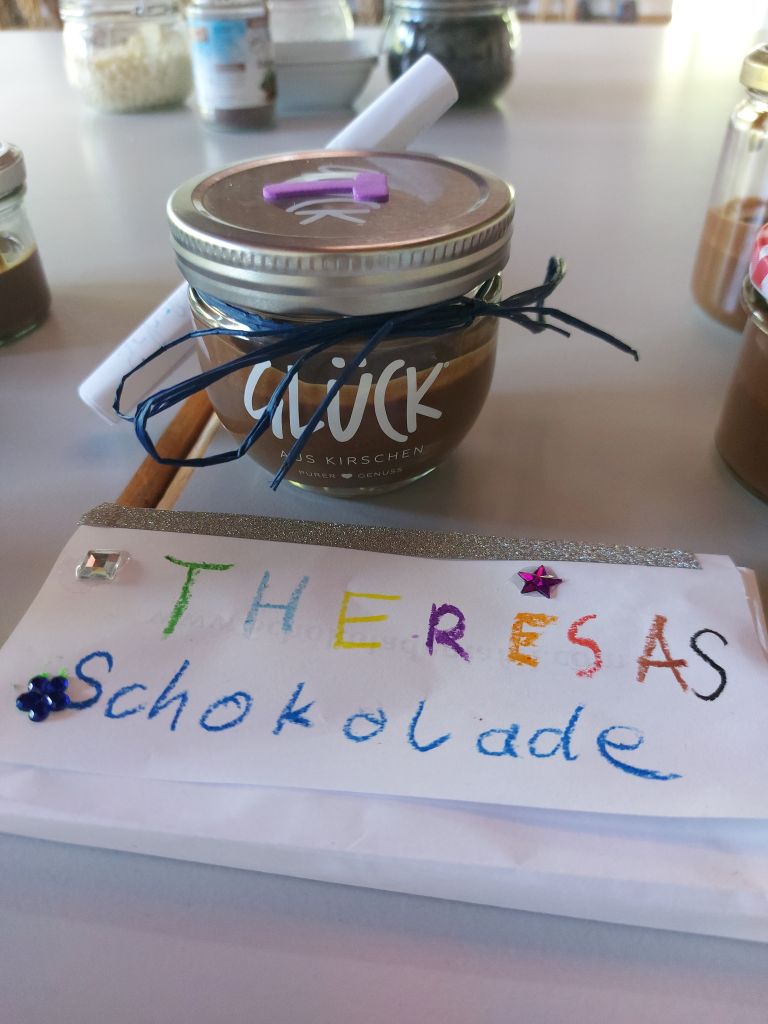 GLÜCK
AUS KIRSCHEN
PURER GENUSS
THERESAS
Schokolade